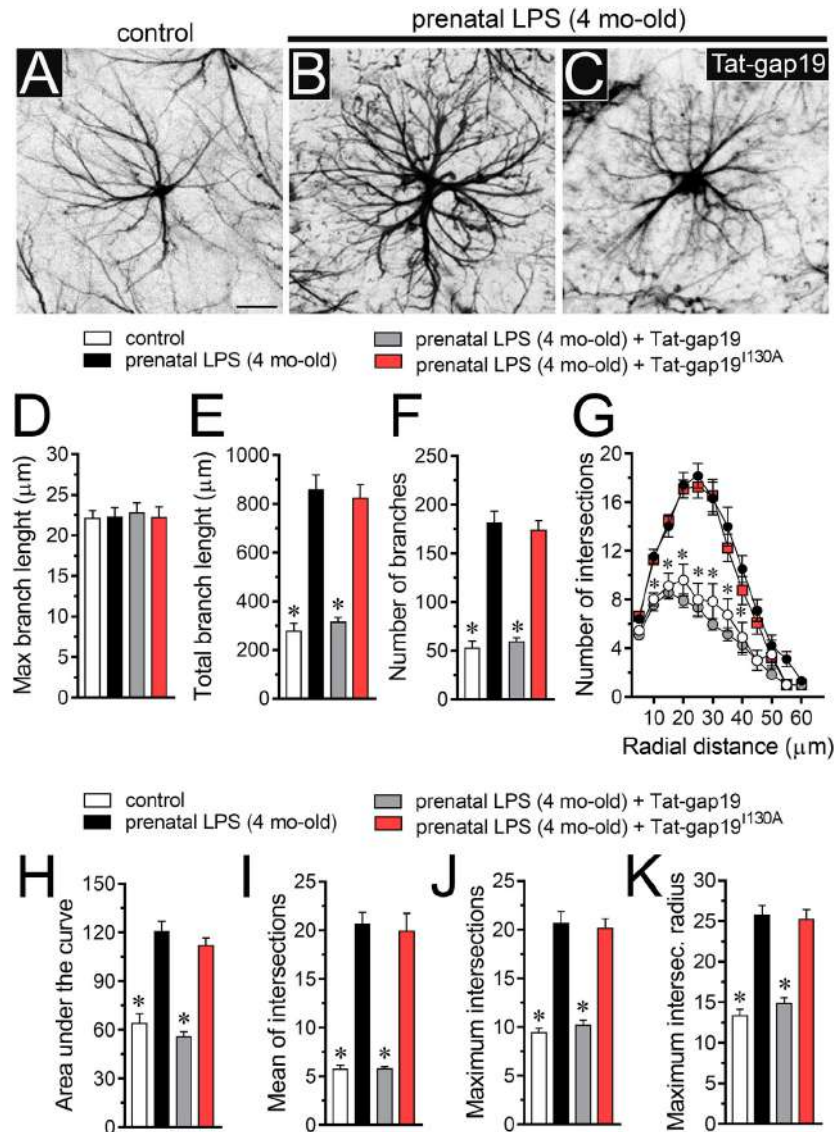 prenatal LPS (4 mo-old)
control
A
B
C
Tat-gap19
control
prenatal LPS (4 mo-old)
prenatal LPS (4 mo-old) + Tat-gap19
prenatal LPS (4 mo-old) + Tat-gap19I130A
D
Max branch lenght (μm)
30
25
20
15
10
5
0
E
Total branch lenght (μm)
1000
800
600
400
200
0
* *
F
Number of branches
250
200
150
100
50
0
* *
G
Number of intersections
20
16
12
8
4
0
* * * * * * *
10 20 30 40 50 60
Radial distance (μm)
control
prenatal LPS (4 mo-old)
prenatal LPS (4 mo-old) + Tat-gap19
prenatal LPS (4 mo-old) + Tat-gap19I130A
H
Area under the curve
150
120
90
60
30
0
* *
I
Mean of intersections
25
20
15
10
5
0
* *
J
Maximum intersections
25
20
15
10
5
0
* *
K
Maximum intersec. radius
30
25
20
15
10
5
0
* *